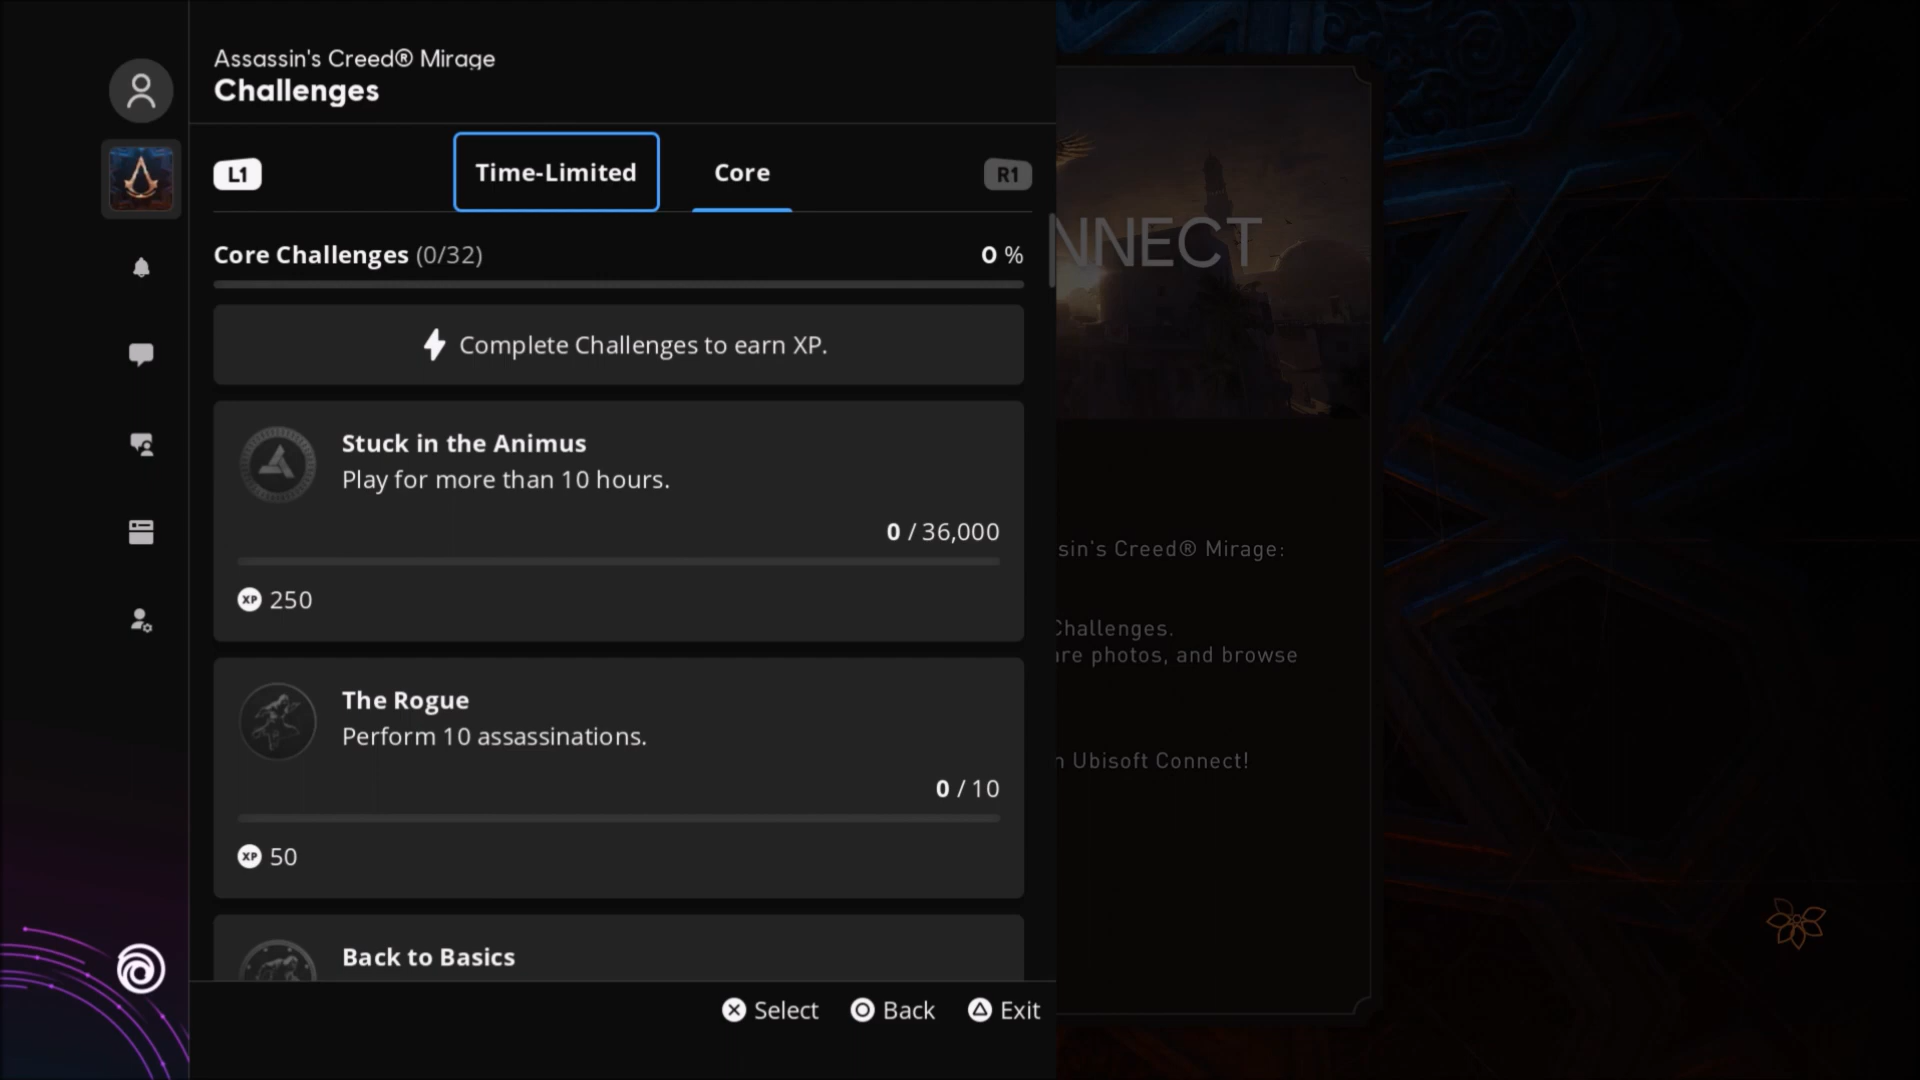 Assassin's Creed® Mirage
Challenges
L1
Time-Limited
Core
R1
Core Challenges (0/32)
0 %
Complete Challenges to earn XP.
Stuck in the Animus
Play for more than 10 hours.
0 / 36,000
XP 250
The Rogue
Perform 10 assassinations.
0 / 10
XP 50
Back to Basics
Select
Back
Exit
NNECT
sin's Creed® Mirage:
Challenges.
re photos, and browse
Ubisoft Connect!